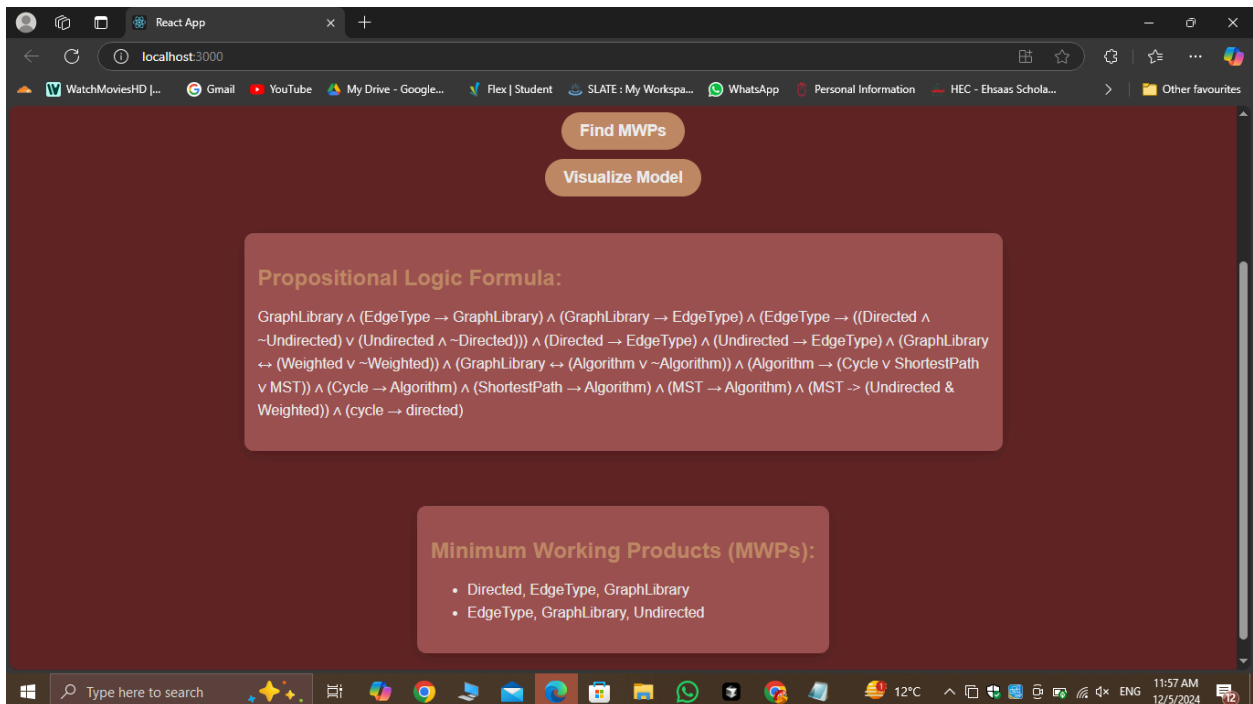 React App
localhost:3000
WatchMoviesHD |... Gmail YouTube My Drive - Google... Flex | Student SLATE : My Workspa... WhatsApp Personal Information HEC - Ehsaas Schola... Other favourites
Find MWPs
Visualize Model
Propositional Logic Formula:
GraphLibrary ∧ (EdgeType → GraphLibrary) ∧ (GraphLibrary → EdgeType) ∧ (EdgeType → ((Directed ∧
~Undirected) ∨ (Undirected ∧ ~Directed))) ∧ (Directed → EdgeType) ∧ (Undirected → EdgeType) ∧ (GraphLibrary
↔ (Weighted ∨ ~Weighted)) ∧ (GraphLibrary ↔ (Algorithm ∨ ~Algorithm)) ∧ (Algorithm → (Cycle ∨ ShortestPath
∨ MST)) ∧ (Cycle → Algorithm) ∧ (ShortestPath → Algorithm) ∧ (MST → Algorithm) ∧ (MST -> (Undirected &
Weighted)) ∧ (cycle → directed)
Minimum Working Products (MWPs):
• Directed, EdgeType, GraphLibrary
• EdgeType, GraphLibrary, Undirected
Type here to search 12°C ENG 11:57 AM
12/5/2024 12